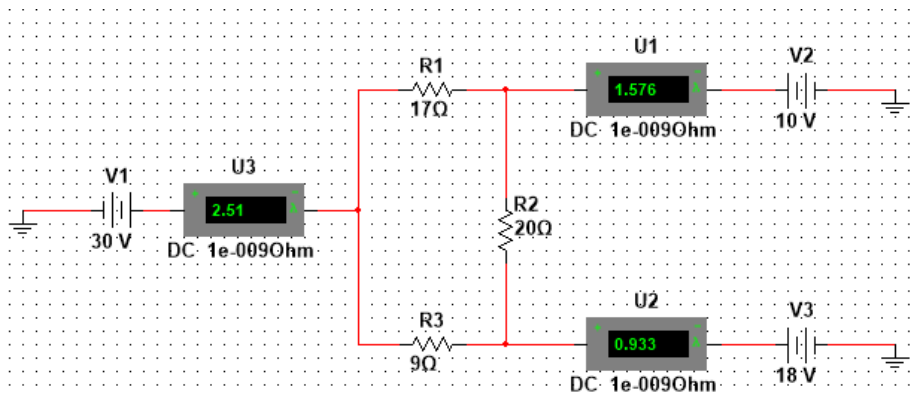 U1
V2
R1
+
-
1.576
A
17Ω
DC 1e-009Ohm
10 V
U3
V1
+
-
2.51
A
R2
20Ω
30 V
DC 1e-009Ohm
U2
V3
R3
+
-
0.933
A
9Ω
DC 1e-009Ohm
18 V